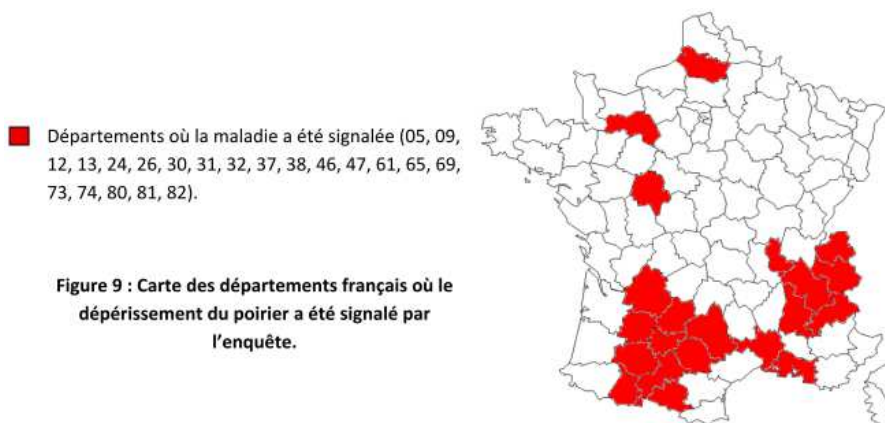 Départements où la maladie a été signalée (05, 09,
12, 13, 24, 26, 30, 31, 32, 37, 38, 46, 47, 61, 65, 69,
73, 74, 80, 81, 82).
Figure 9 : Carte des départements français où le
dépérissement du poirier a été signalé par
l’enquête.